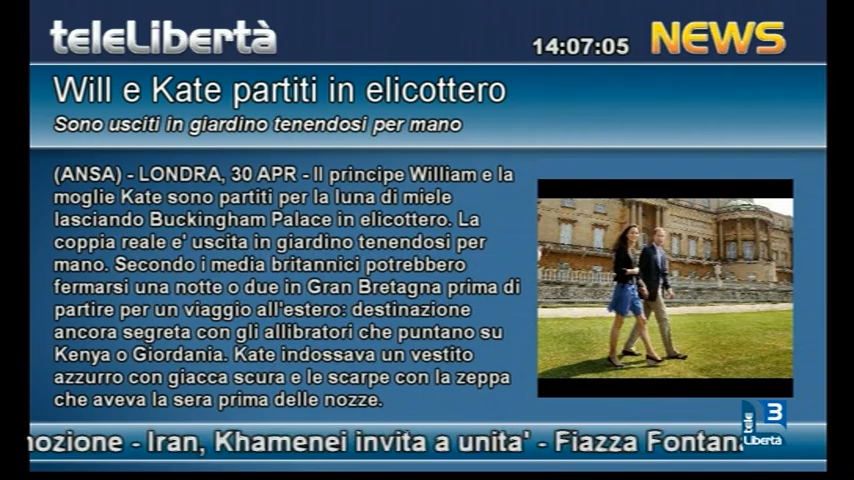 teleLibertà
14:07:05 NEWS
Will e Kate partiti in elicottero
Sono usciti in giardino tenendosi per mano
(ANSA) - LONDRA, 30 APR - Il principe William e la
moglie Kate sono partiti per la luna di miele
lasciando Buckingham Palace in elicottero. La
coppia reale e' uscita in giardino tenendosi per
mano. Secondo i media britannici potrebbero
fermarsi una notte o due in Gran Bretagna prima di
partire per un viaggio all'estero: destinazione
ancora segreta con gli allibratori che puntano su
Kenya o Giordania. Kate indossava un vestito
azzurro con giacca scura e le scarpe con la zeppa
che aveva la sera prima delle nozze.
mozione - Iran, Khamenei invita a unita' - Fiazza Fontana
tele Libertà 3